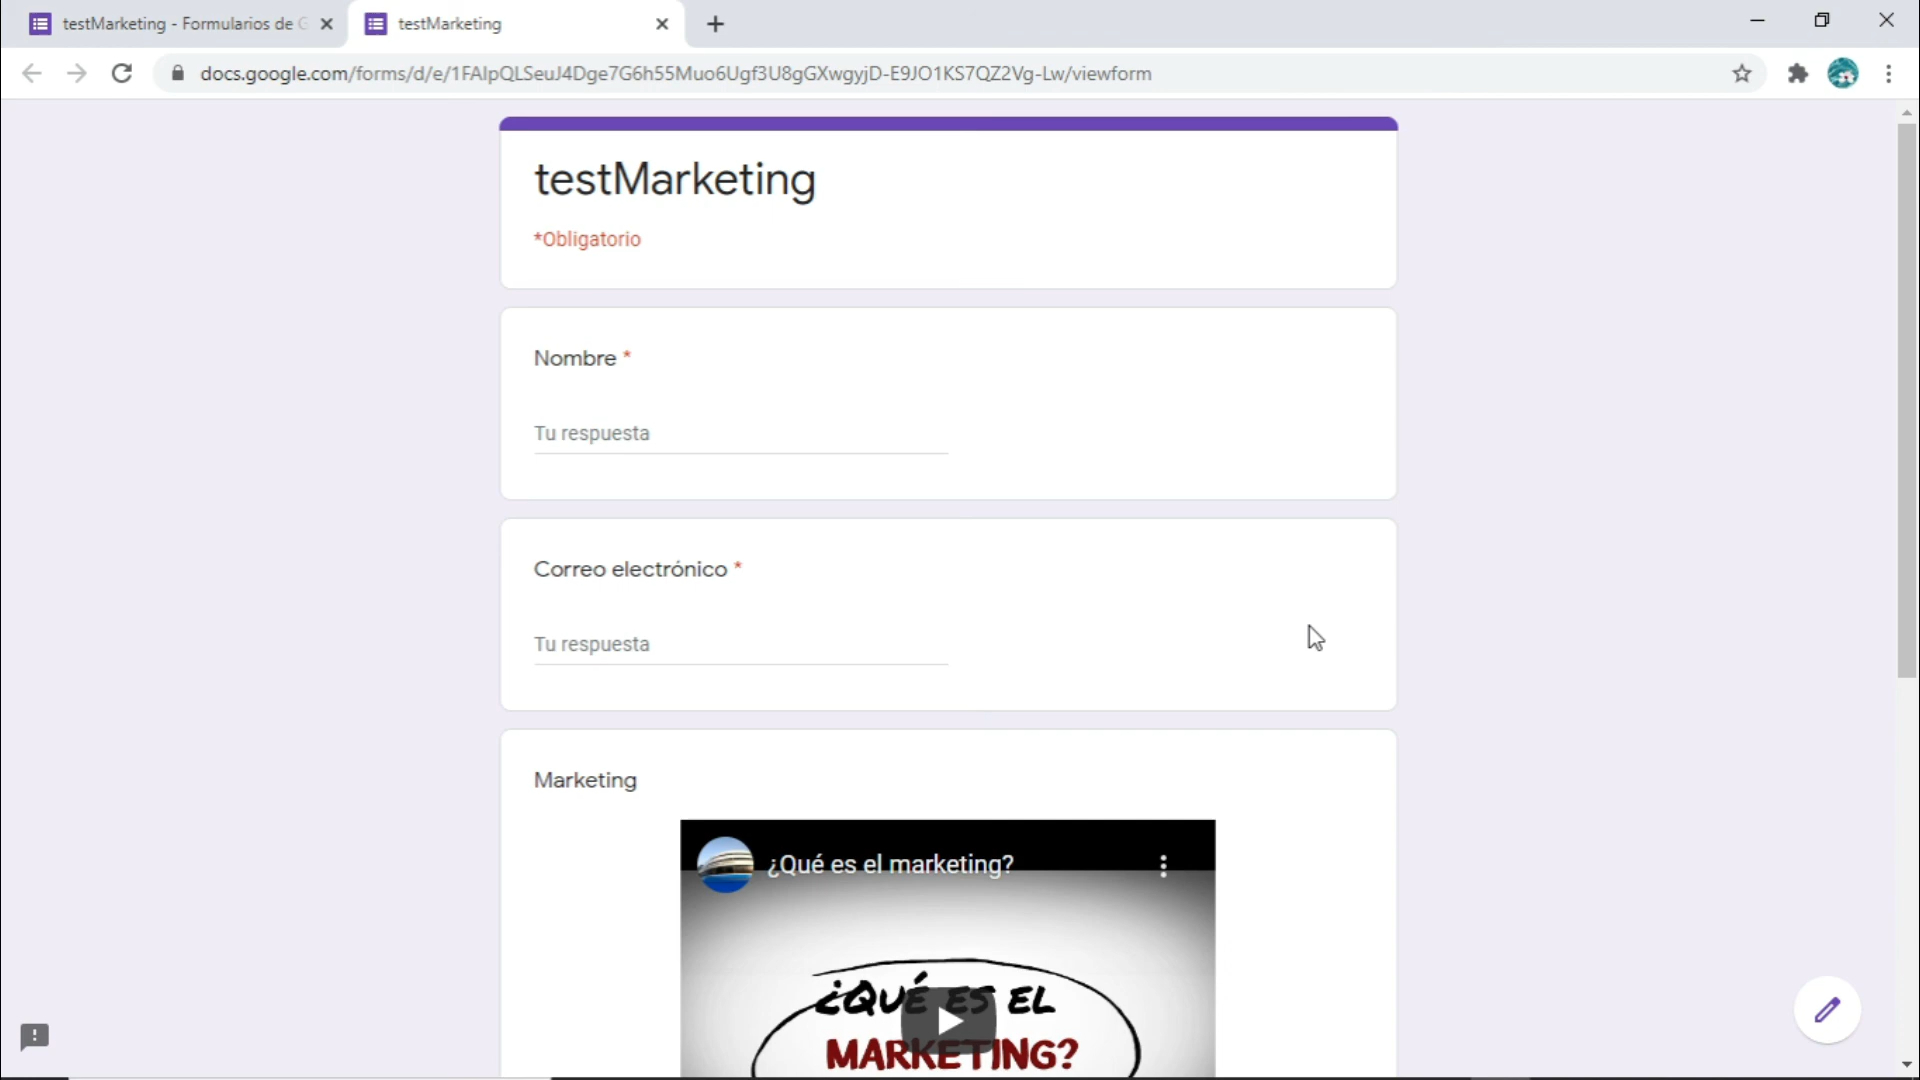 testMarketing - Formularios de G
testMarketing
docs.google.com/forms/d/e/1FAIpQLSeuJ4Dge7G6h55Muo6Ugf3U8gGXwgyjD-E9JO1KS7QZ2Vg-Lw/viewform
testMarketing
*Obligatorio
Nombre *
Tu respuesta
Correo electrónico *
Tu respuesta
Marketing
¿Qué es el marketing?
¿QUÉ ES EL
MARKETING?